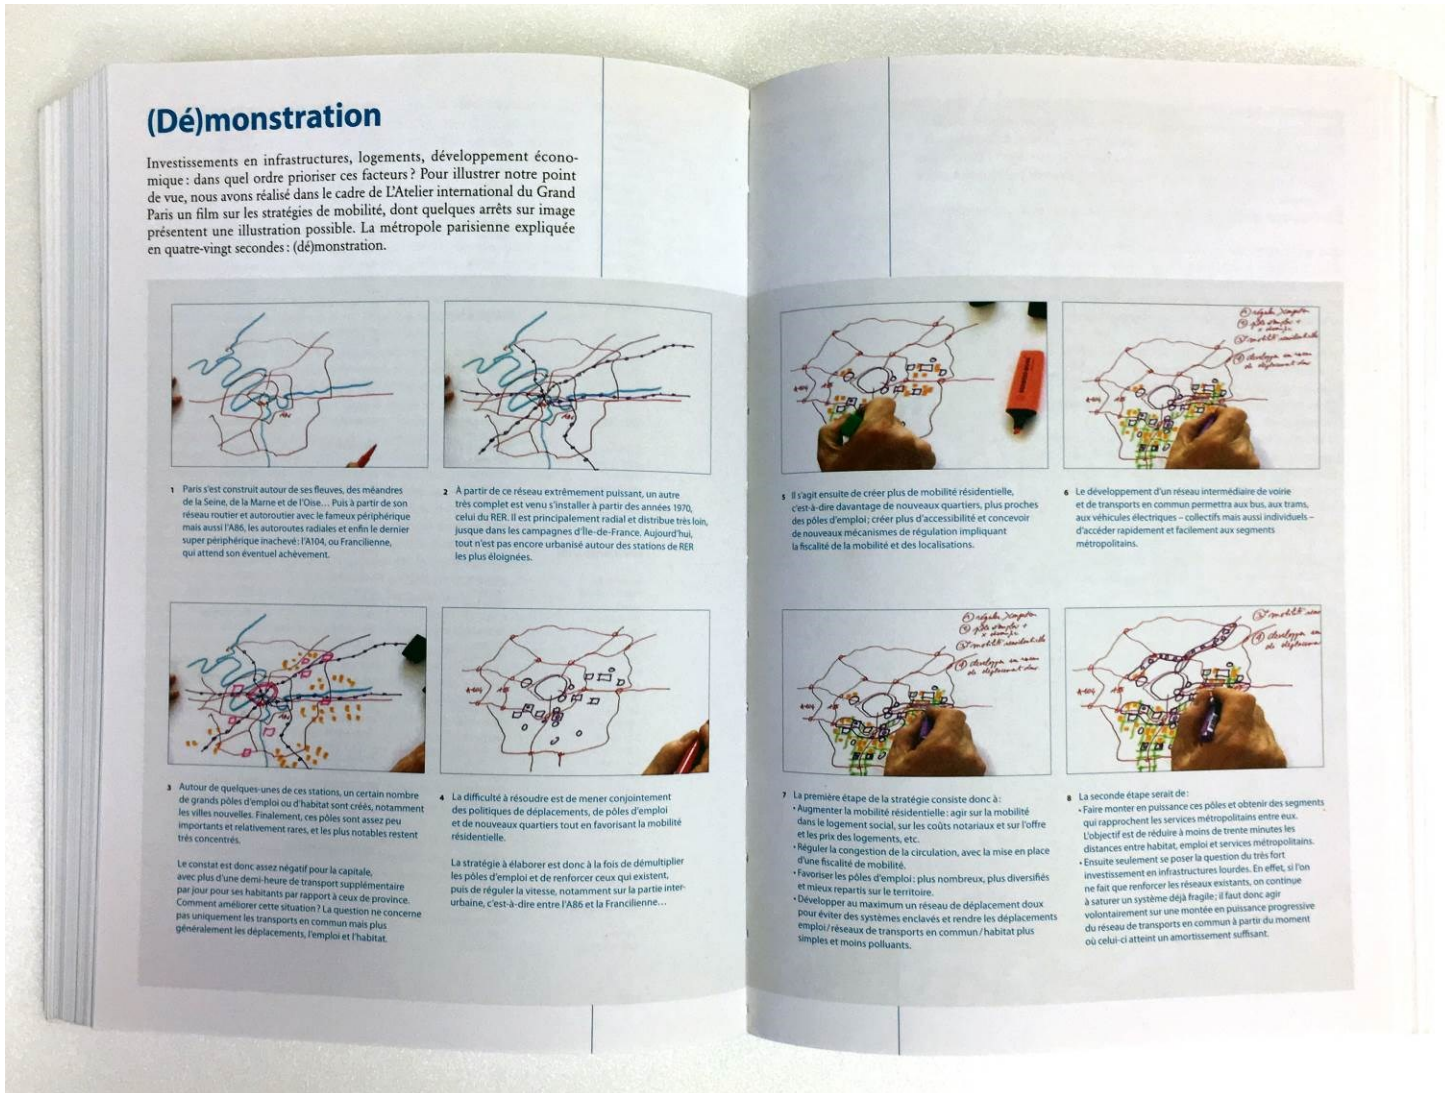 (Dé)monstration
Investissements en infrastructures, logements, développement écono-
mique : dans quel ordre prioriser ces facteurs ? Pour illustrer notre point
de vue, nous avons réalisé dans le cadre de L'Atelier international du Grand
Paris un film sur les stratégies de mobilité, dont quelques arrêts sur image
présentent une illustration possible. La métropole parisienne expliquée
en quatre-vingt secondes : (dé)monstration.
1 Paris s'est construit autour de ses fleuves, des méandres
de la Seine, de la Marne et de l'Oise... Puis à partir de son
réseau routier et autoroutier avec le fameux périphérique
mais aussi l'A86, les autoroutes radiales et enfin le dernier
super périphérique inachevé : l'A104, ou Francilienne,
qui attend son éventuel achèvement.
2 À partir de ce réseau extrêmement puissant, un autre
très complet est venu s'installer à partir des années 1970,
celui du RER. Il est principalement radial et distribue très loin,
jusque dans les campagnes d'Île-de-France. Aujourd'hui,
tout n'est pas encore urbanisé autour des stations de RER
les plus éloignées.
3 Autour de quelques-unes de ces stations, un certain nombre
de grands pôles d'emploi ou d'habitat sont créés, notamment
les villes nouvelles. Finalement, ces pôles sont assez peu
importants et relativement rares, et les plus notables restent
très concentrés.
Le constat est donc assez négatif pour la capitale,
avec plus d'une demi-heure de transport supplémentaire
par jour pour ses habitants par rapport à ceux de province.
Comment améliorer cette situation ? La question ne concerne
pas uniquement les transports en commun mais plus
généralement les déplacements, l'emploi et l'habitat.
4 La difficulté à résoudre est de mener conjointement
des politiques de déplacements, de pôles d'emploi
et de nouveaux quartiers tout en favorisant la mobilité
résidentielle.
La stratégie à élaborer est donc à la fois de démultiplier
les pôles d'emploi et de renforcer ceux qui existent,
puis de réguler la vitesse, notamment sur la partie inter-
urbaine, c'est-à-dire entre l'A86 et la Francilienne...
5 Il s'agit ensuite de créer plus de mobilité résidentielle,
c'est-à-dire davantage de nouveaux quartiers, plus proches
des pôles d'emploi ; créer plus d'accessibilité et concevoir
de nouveaux mécanismes de régulation impliquant
la fiscalité de la mobilité et des localisations.
6 Le développement d'un réseau intermédiaire de voirie
et de transports en commun permettra aux bus, aux trams,
aux véhicules électriques – collectifs mais aussi individuels –
d'accéder rapidement et facilement aux segments
métropolitains.
7 La première étape de la stratégie consiste donc à :
• Augmenter la mobilité résidentielle : agir sur la mobilité
dans le logement social, sur les coûts notariaux et sur l'offre
et les prix des logements, etc.
• Réguler la congestion de la circulation, avec la mise en place
d'une fiscalité de mobilité.
• Favoriser les pôles d'emploi : plus nombreux, plus diversifiés
et mieux repartis sur le territoire.
• Développer au maximum un réseau de déplacement doux
pour éviter des systèmes enclavés et rendre les déplacements
emploi/réseaux de transports en commun/habitat plus
simples et moins polluants.
8 La seconde étape serait de :
• Faire monter en puissance ces pôles et obtenir des segments
qui rapprochent les services métropolitains entre eux.
L'objectif est de réduire à moins de trente minutes les
distances entre habitat, emploi et services métropolitains.
• Ensuite seulement se poser la question du très fort
investissement en infrastructures lourdes. En effet, si l'on
ne fait que renforcer les réseaux existants, on continue
à saturer un système déjà fragile ; il faut donc agir
volontairement sur une montée en puissance progressive
du réseau de transports en commun à partir du moment
où celui-ci atteint un amortissement suffisant.